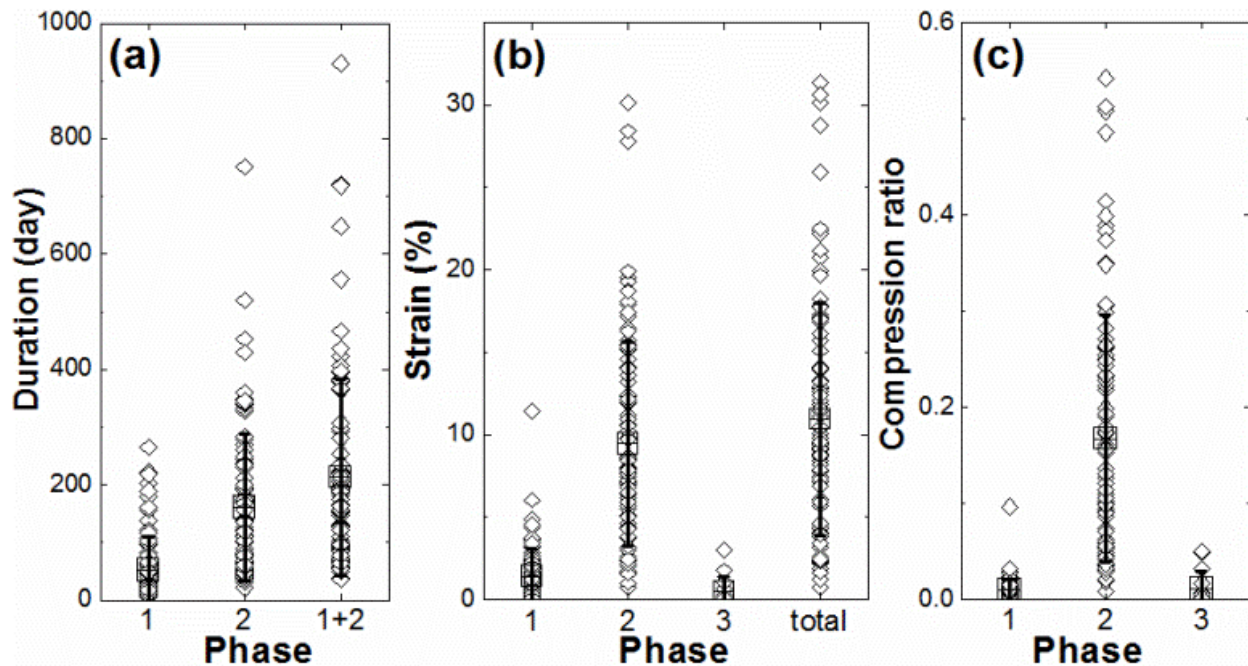 (a)
Duration (day)
1000
800
600
400
200
0
1 2 1+2
Phase
(b)
Strain (%)
30
20
10
0
1 2 3 total
Phase
(c)
Compression ratio
0.6
0.4
0.2
0.0
1 2 3
Phase